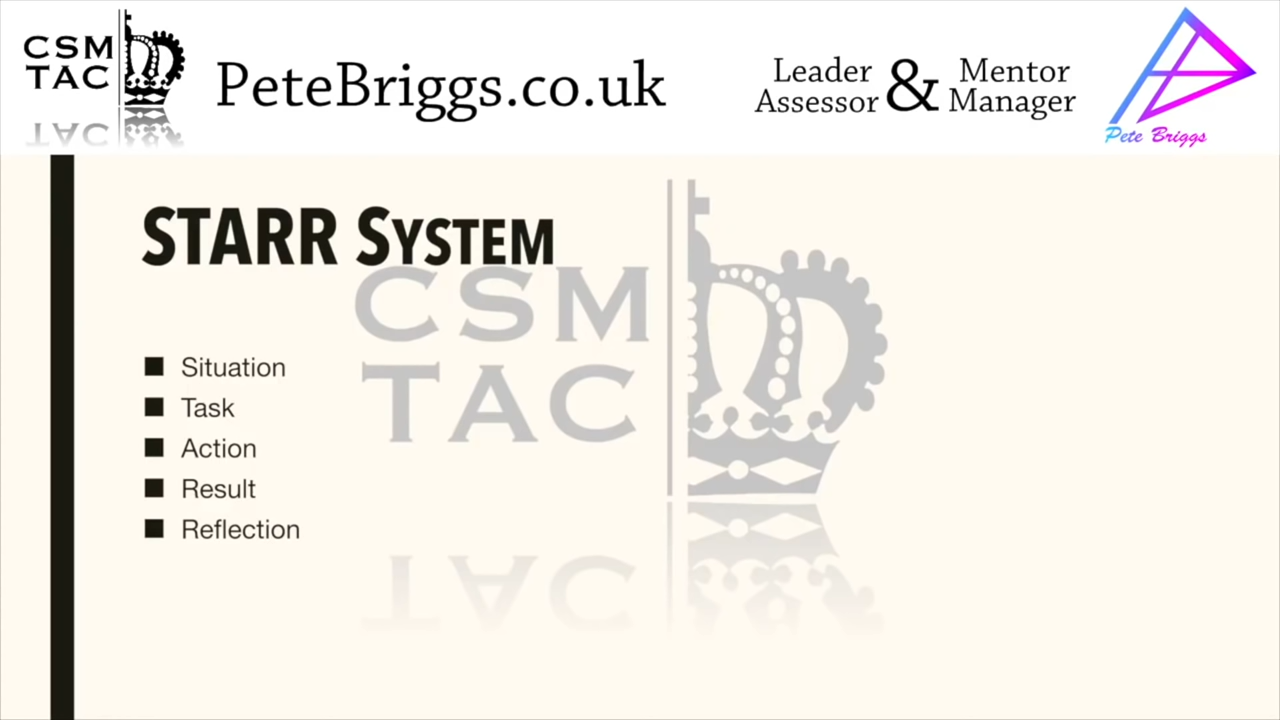 CSM
TAC
PeteBriggs.co.uk
Leader
Assessor
&
Mentor
Manager
Pete Briggs
STARR SYSTEM
CSM
TAC
Situation
Task
Action
Result
Reflection